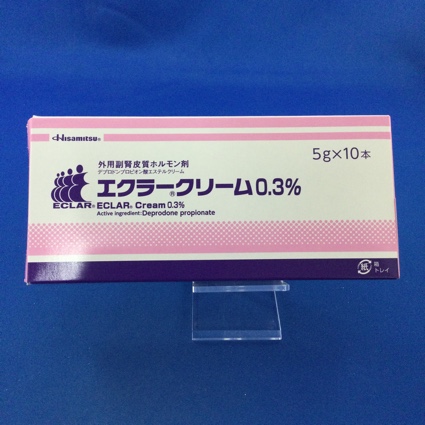 Hisamitsu®
外用副腎皮質ホルモン剤
5g×10本
デプロドンプロピオン酸エステルクリーム
エクラー®クリーム0.3%
ECLAR® ECLAR® Cream 0.3%
Active ingredient: Deprodone propionate
紙
箱
トレイ